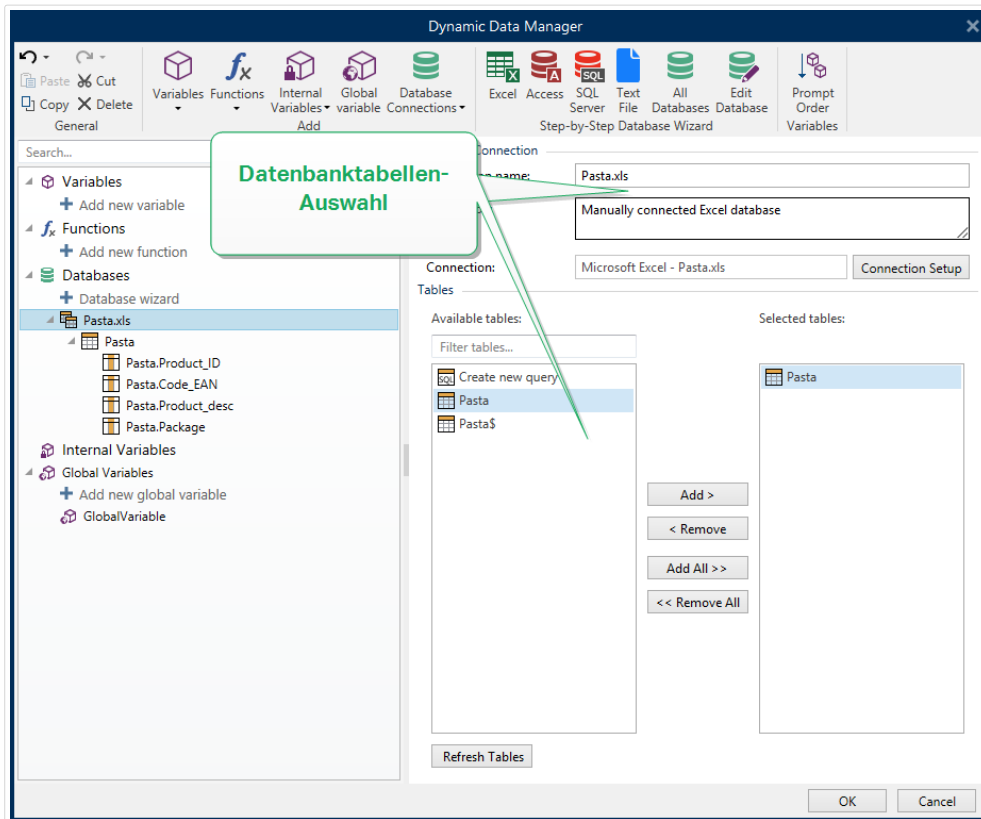 Dynamic Data Manager
Paste Cut
Copy Delete
General
Variables Functions Internal Variables Global variable Database Connections
Add
Excel Access SQL Server Text File All Databases Edit Database
Step-by-Step Database Wizard
Prompt Order
Variables
Search...
Variables
Add new variable
Functions
Add new function
Databases
Database wizard
Pasta.xls
Pasta
Pasta.Product_ID
Pasta.Code_EAN
Pasta.Product_desc
Pasta.Package
Internal Variables
Global Variables
Add new global variable
GlobalVariable
Datenbanktabellen-
Auswahl
Connection
name:
Pasta.xls
Manually connected Excel database
Connection:
Microsoft Excel - Pasta.xls
Connection Setup
Tables
Available tables:
Selected tables:
Filter tables...
SQL Create new query
Pasta
Pasta$
Pasta
Add >
< Remove
Add All >>
<< Remove All
Refresh Tables
OK
Cancel